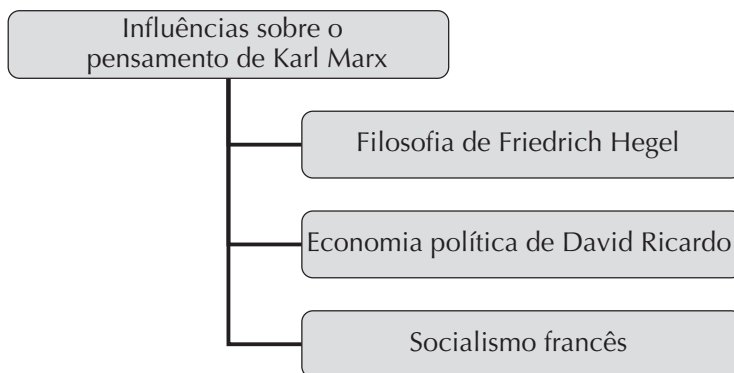 Influências sobre o
pensamento de Karl Marx
Filosofia de Friedrich Hegel
Economia política de David Ricardo
Socialismo francês